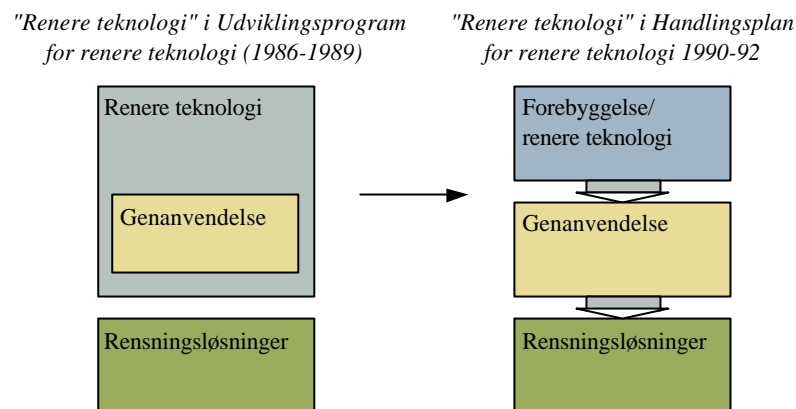 "Renere teknologi" i Udviklingsprogram
for renere teknologi (1986-1989)
Renere teknologi
Genanvendelse
Rensningsløsninger
"Renere teknologi" i Handlingsplan
for renere teknologi 1990-92
Forebyggelse/
renere teknologi
Genanvendelse
Rensningsløsninger